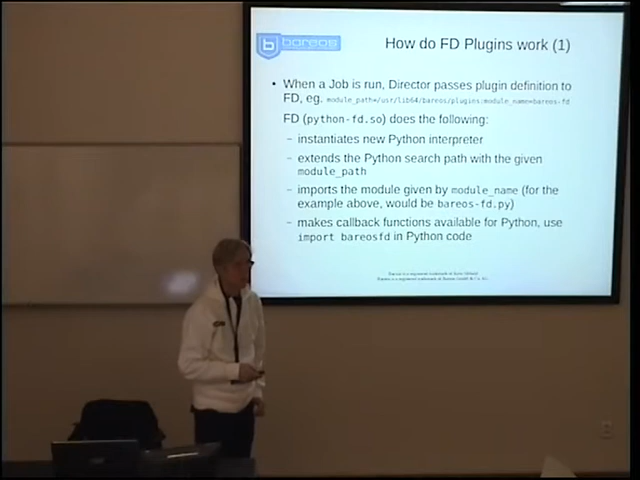 bareos
How do FD Plugins work (1)
• When a Job is run, Director passes plugin definition to
FD, eg. module_path=/usr/lib64/bareos/plugins:module_name=bareos-fd
FD (python-fd.so) does the following:
– instantiates new Python interpreter
– extends the Python search path with the given
module_path
– imports the module given by module_name (for the
example above, would be bareos-fd.py)
– makes callback functions available for Python, use
import bareosfd in Python code